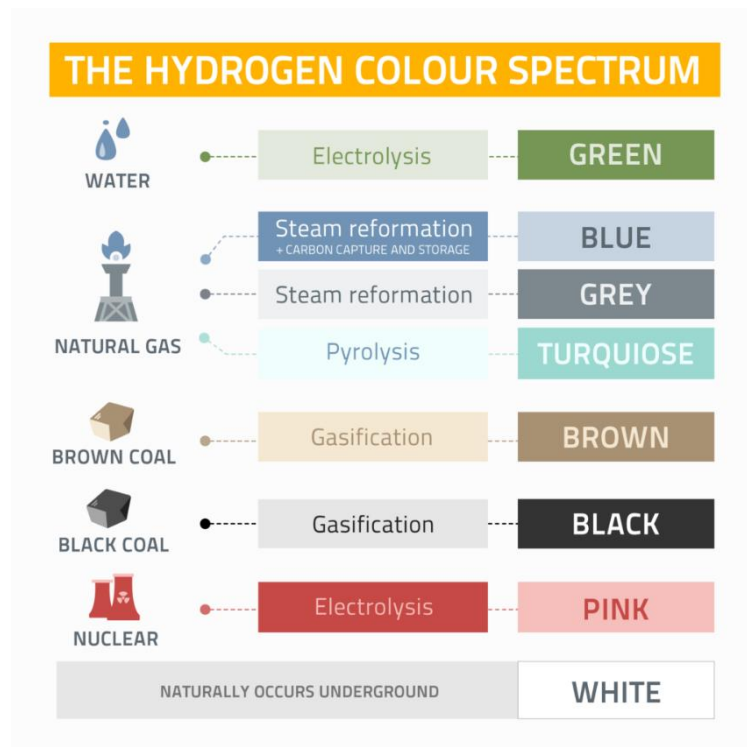 THE HYDROGEN COLOUR SPECTRUM
WATER
Electrolysis
GREEN
NATURAL GAS
Steam reformation
+ CARBON CAPTURE AND STORAGE
BLUE
Steam reformation
GREY
Pyrolysis
TURQUIOSE
BROWN COAL
Gasification
BROWN
BLACK COAL
Gasification
BLACK
NUCLEAR
Electrolysis
PINK
NATURALLY OCCURS UNDERGROUND
WHITE